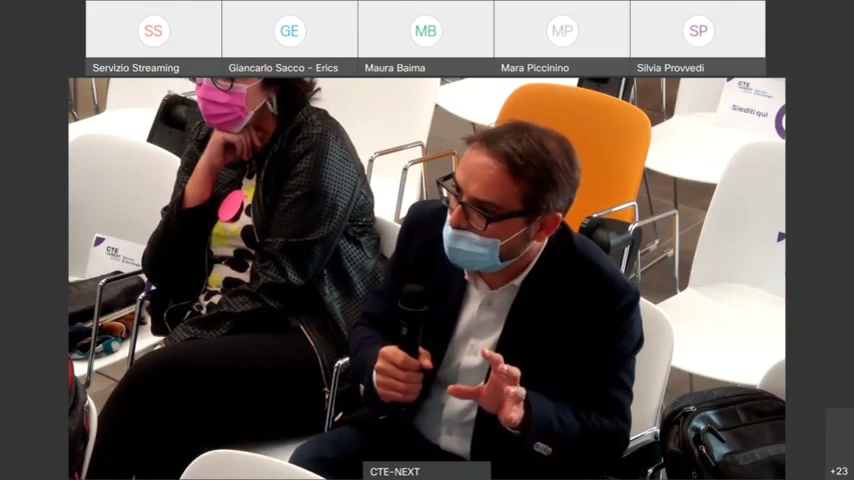 SS
GE
MB
MP
SP
Servizio Streaming
Giancarlo Sacco - Erics
Maura Baima
Mara Piccinino
Silvia Provvedi
CTE
NEXT
Siediti qui
CTE
NEXT
CTE-NEXT
+23